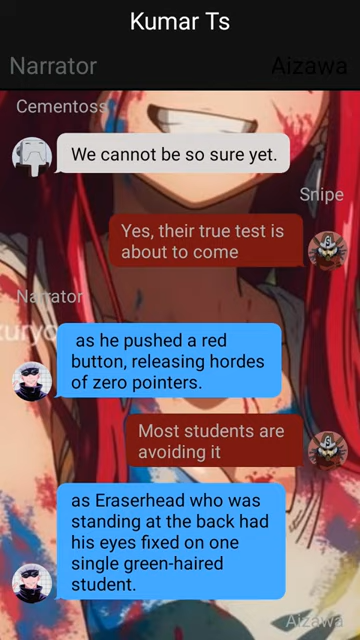 Kumar Ts
Narrator
Aizawa
Cementoss
We cannot be so sure yet.
Snipe
Yes, their true test is
about to come
Narrator
as he pushed a red
button, releasing hordes
of zero pointers.
Most students are
avoiding it
as Eraserhead who was
standing at the back had
his eyes fixed on one
single green-haired
student.
Aizawa